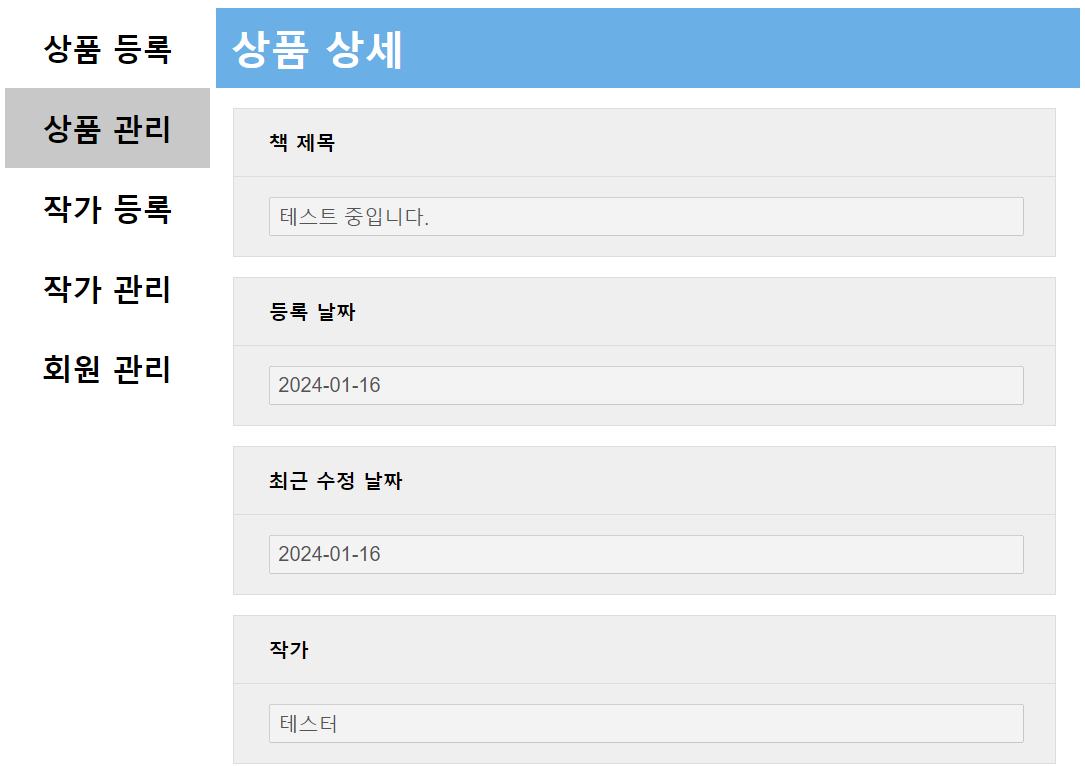 상품 등록
상품 관리
작가 등록
작가 관리
회원 관리
상품 상세
책 제목
테스트 중입니다.
등록 날짜
2024-01-16
최근 수정 날짜
2024-01-16
작가
테스터